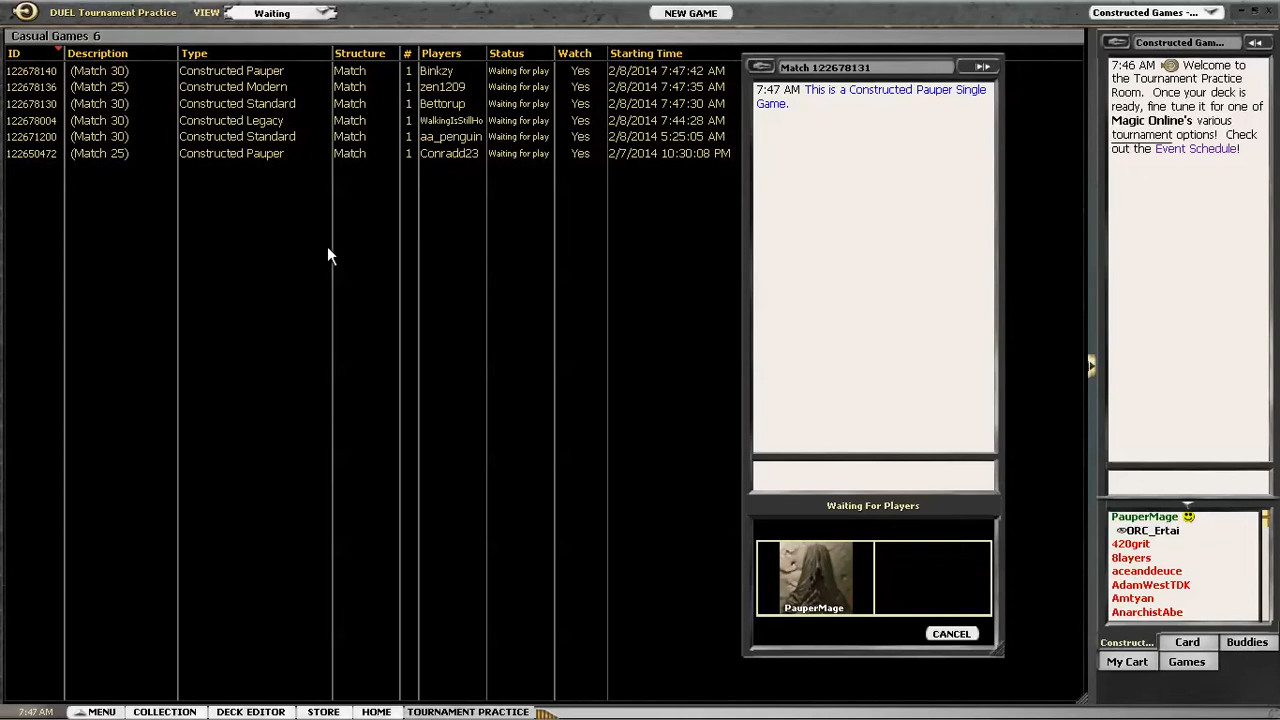 DUEL Tournament Practice VIEW Waiting NEW GAME Constructed Games -...
Casual Games 6
ID Description Type Structure # Players Status Watch Starting Time
122678140 (Match 30) Constructed Pauper Match 1 Binkzy Waiting for play Yes 2/8/2014 7:47:42 AM
122678136 (Match 25) Constructed Modern Match 1 zen1209 Waiting for play Yes 2/8/2014 7:47:35 AM
122678130 (Match 30) Constructed Standard Match 1 Bettorup Waiting for play Yes 2/8/2014 7:47:30 AM
122678004 (Match 30) Constructed Legacy Match 1 WalkingIsStillHo Waiting for play Yes 2/8/2014 7:44:28 AM
122671200 (Match 30) Constructed Standard Match 1 aa_penguin Waiting for play Yes 2/8/2014 5:25:05 AM
122650472 (Match 25) Constructed Pauper Match 1 Conradd23 Waiting for play Yes 2/7/2014 10:30:08 PM
Match 122678131
7:47 AM This is a Constructed Pauper Single
Game.
Waiting For Players
PauperMage
CANCEL
Constructed Gam...
7:46 AM Welcome to
the Tournament Practice
Room. Once your deck is
ready, fine tune it for one of
Magic Online's various
tournament options! Check
out the Event Schedule!
PauperMage
ORC_Ertai
420grit
8layers
aceanddeuce
AdamWestTDK
Amtyan
AnarchistAbe
Construct... Card Buddies
My Cart Games
7:47 AM MENU COLLECTION DECK EDITOR STORE HOME TOURNAMENT PRACTICE